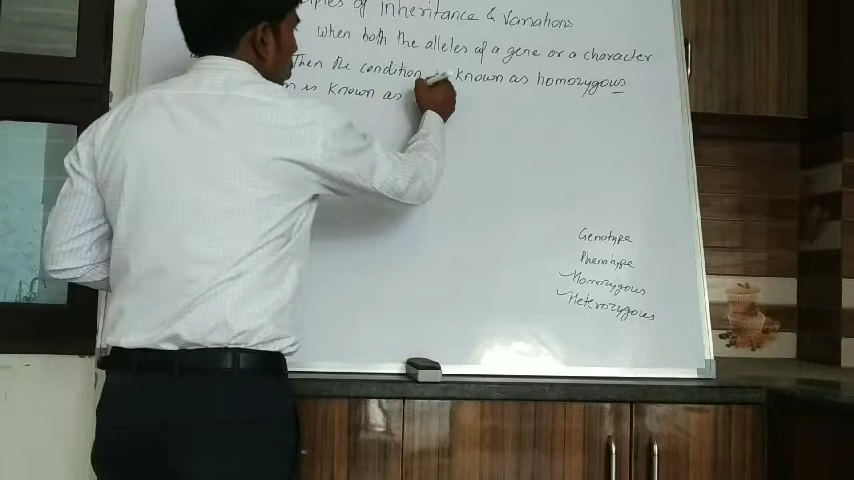 ples of Inheritance & Variations
When both the alleles of a gene or a character
Then the condition is known as homozygous
n is known as
Genotype
Phenotype
Homozygous
Heterozygous